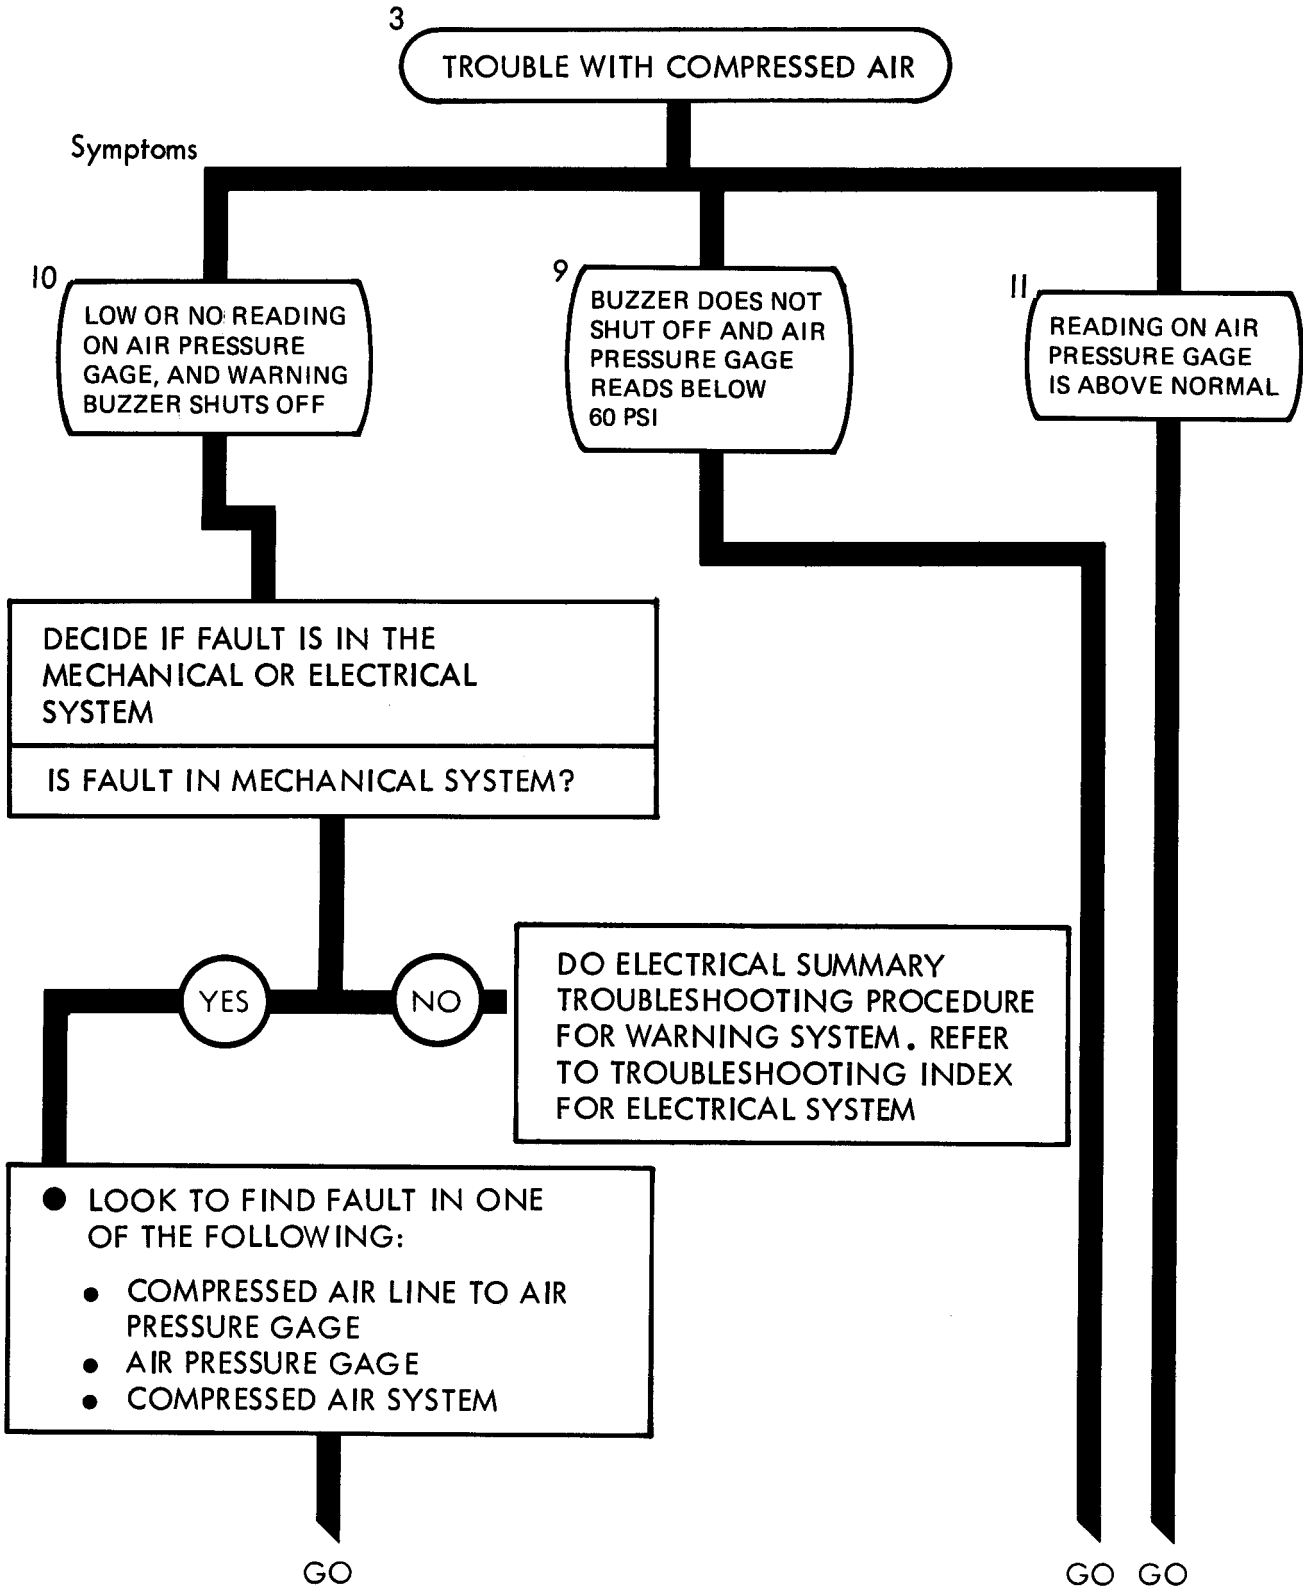 3
TROUBLE WITH COMPRESSED AIR
Symptoms
10
LOW OR NO READING
ON AIR PRESSURE
GAGE, AND WARNING
BUZZER SHUTS OFF
9
BUZZER DOES NOT
SHUT OFF AND AIR
PRESSURE GAGE
READS BELOW
60 PSI
11
READING ON AIR
PRESSURE GAGE
IS ABOVE NORMAL
DECIDE IF FAULT IS IN THE
MECHANICAL OR ELECTRICAL
SYSTEM
IS FAULT IN MECHANICAL SYSTEM?
YES
NO
DO ELECTRICAL SUMMARY
TROUBLESHOOTING PROCEDURE
FOR WARNING SYSTEM. REFER
TO TROUBLESHOOTING INDEX
FOR ELECTRICAL SYSTEM
● LOOK TO FIND FAULT IN ONE
OF THE FOLLOWING:
● COMPRESSED AIR LINE TO AIR
PRESSURE GAGE
● AIR PRESSURE GAGE
● COMPRESSED AIR SYSTEM
GO
GO
GO